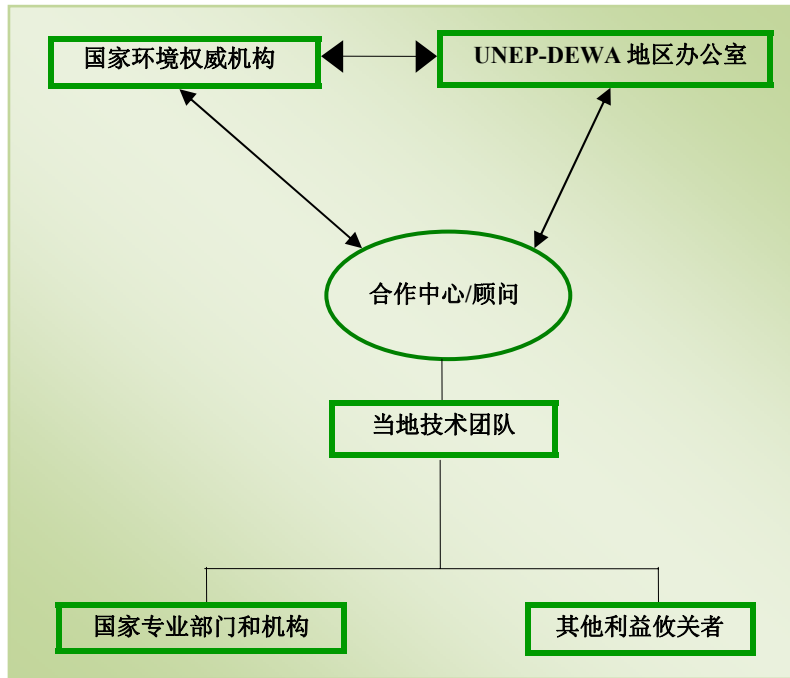 国家环境权威机构
UNEP-DEWA 地区办公室
合作中心/顾问
当地技术团队
国家专业部门和机构
其他利益攸关者